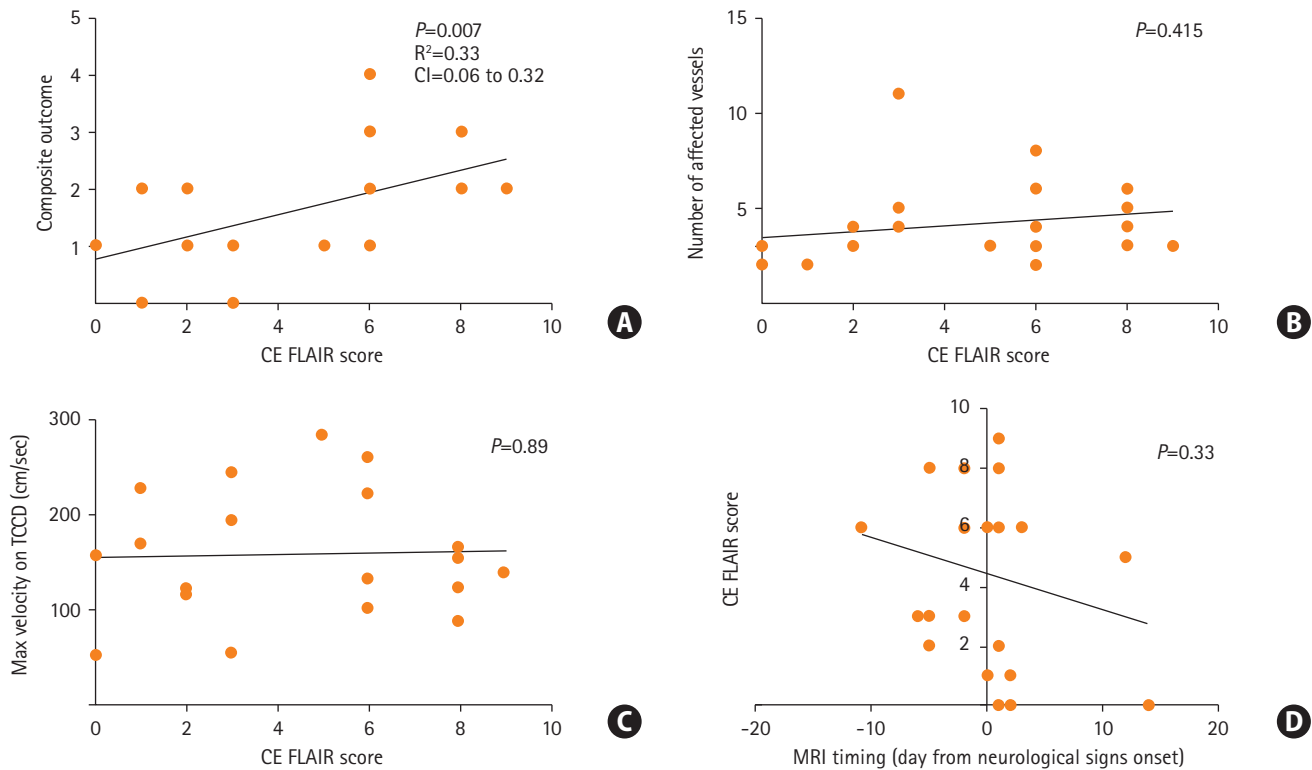 5
4
3
2
1
0
2
4
6
8
10
Composite outcome
CE FLAIR score
P=0.007
R²=0.33
CI=0.06 to 0.32
A
15
10
5
0
2
4
6
8
10
Number of affected vessels
CE FLAIR score
P=0.415
B
300
200
100
0
2
4
6
8
10
Max velocity on TCCD (cm/sec)
CE FLAIR score
P=0.89
C
10
8
6
4
2
-20
-10
0
10
20
CE FLAIR score
MRI timing (day from neurological signs onset)
P=0.33
D